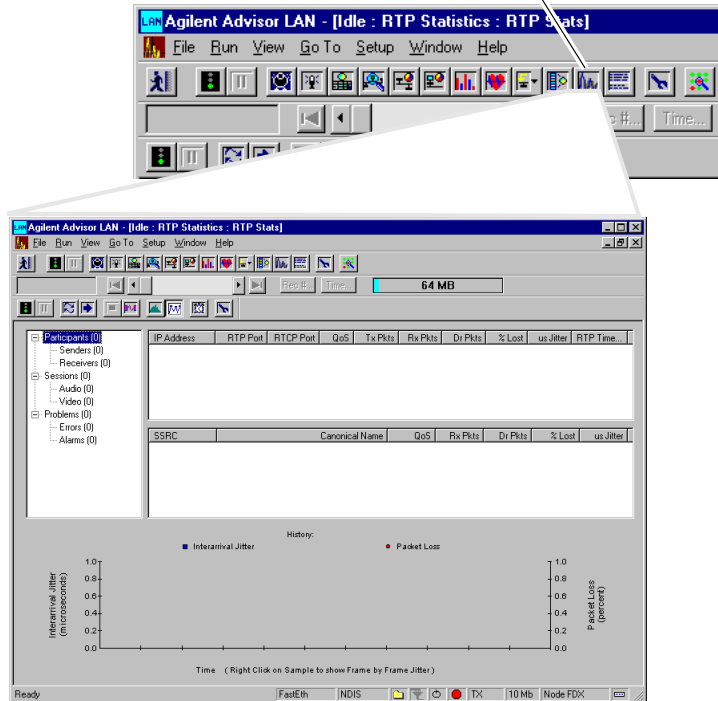 LAN Agilent Advisor LAN - [Idle : RTP Statistics : RTP Stats]
File Run View Go To Setup Window Help
#... Time...
LAN Agilent Advisor LAN - [Idle : RTP Statistics : RTP Stats]
File Run View Go To Setup Window Help
Rec #... Time... 64 MB
Participants (0)
Senders (0)
Receivers (0)
Sessions (0)
Audio (0)
Video (0)
Problems (0)
Errors (0)
Alarms (0)
IP Address RTP Port RTCP Port QoS Tx Pkts Rx Pkts Dr Pkts % Lost us Jitter RTP Time...
SSRC Canonical Name QoS Rx Pkts Dr Pkts % Lost us Jitter
History:
Interarrival Jitter Packet Loss
Interarrival Jitter
(microseconds)
1.0
0.8
0.6
0.4
0.2
0.0
1.0
0.8
0.6
0.4
0.2
0.0
Packet Loss
(percent)
Time ( Right Click on Sample to show Frame by Frame Jitter )
Ready FastEth NDIS TX 10 Mb Node FDX